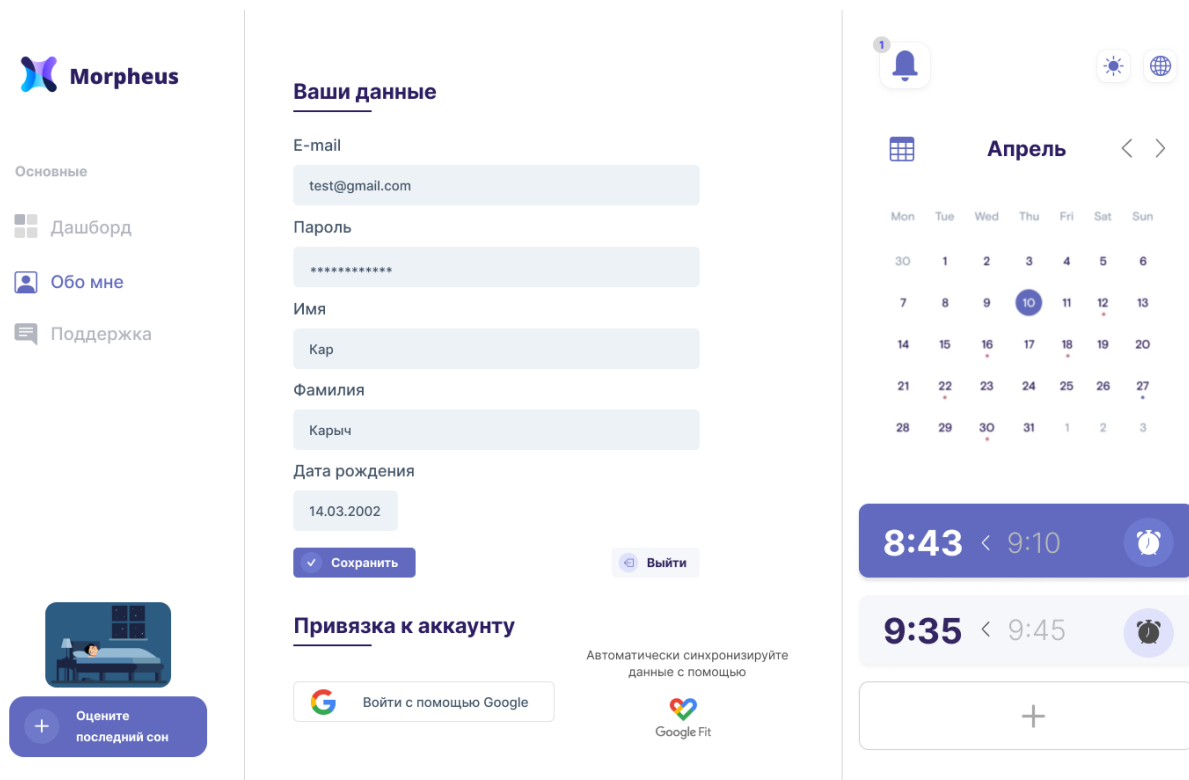 Morpheus
Основные
Дашборд
Обо мне
Поддержка
Оцените
последний сон
Ваши данные
E-mail
test@gmail.com
Пароль
************
Имя
Кар
Фамилия
Карыч
Дата рождения
14.03.2002
Сохранить
Выйти
Привязка к аккаунту
Войти с помощью Google
Автоматически синхронизируйте
данные с помощью
Google Fit
1
Апрель
Mon Tue Wed Thu Fri Sat Sun
30 1 2 3 4 5 6
7 8 9 10 11 12 13
14 15 16 17 18 19 20
21 22 23 24 25 26 27
28 29 30 31 1 2 3
8:43 < 9:10
9:35 < 9:45